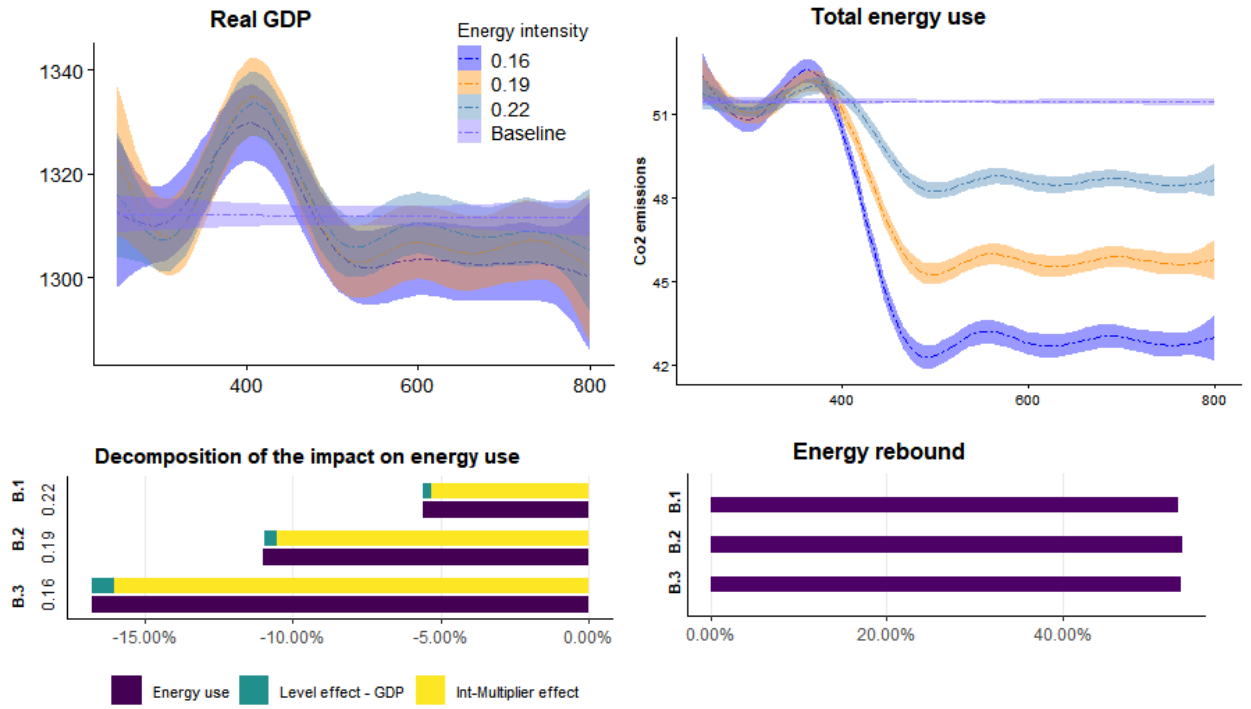 Real GDP
Energy intensity
0.16
0.19
0.22
Baseline
1340
1320
1300
400
600
800
Total energy use
Co2 emissions
51
48
45
42
400
600
800
Decomposition of the impact on energy use
B.1
0.22
B.2
0.19
B.3
0.16
-15.00%
-10.00%
-5.00%
0.00%
Energy use
Level effect - GDP
Int-Multiplier effect
Energy rebound
B.1
B.2
B.3
0.00%
20.00%
40.00%